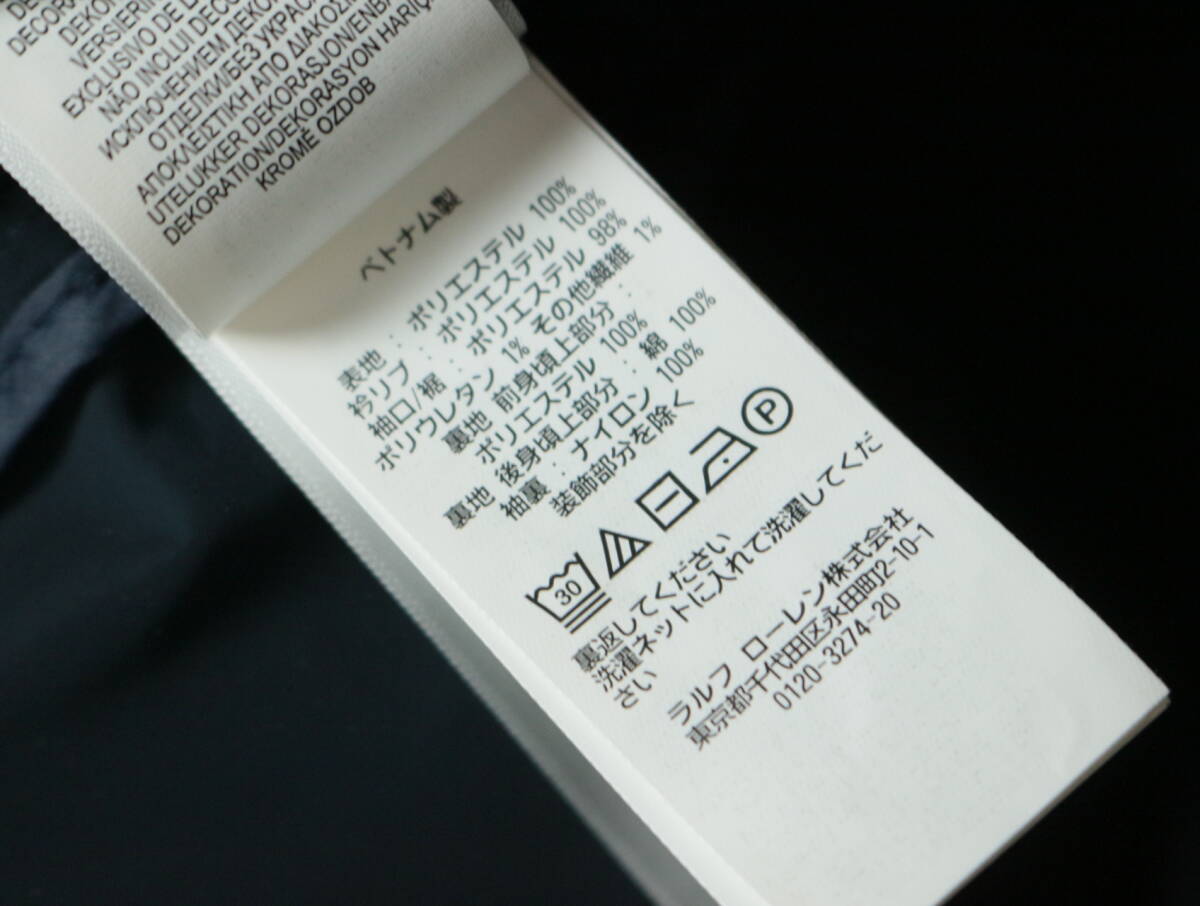 DECORA
DEKO
VERSIERIN
EXCLUSIVO DE D
NÃO INCLUI DECO
ИСКЛЮЧЕНИЕМ ДЕКО
ОТДЕЛКИ/БЕЗ УКРАС
ΑΠΟΚΛΕΙΣΤΙΚΗ ΑΠΟ ΔΙΑΚΟΣ
UTELUKKER DEKORASJON/ENBA
DEKORATION/DEKORASYON HARIÇ
KROMĚ OZDOB
ベトナム製
表地 : ポリエステル 100%
衿リブ : ポリエステル 100%
袖口/裾 : ポリエステル 98%
ポリウレタン 1% その他繊維 1%
裏地 前身頃上部分 :
ポリエステル 100%
裏地 後身頃上部分 : 綿 100%
袖裏 : ナイロン 100%
装飾部分を除く
30
P
裏返してください
洗濯ネットに入れて洗濯してくだ
さい
ラルフ ローレン株式会社
東京都千代田区永田町2-10-1
0120-3274-20